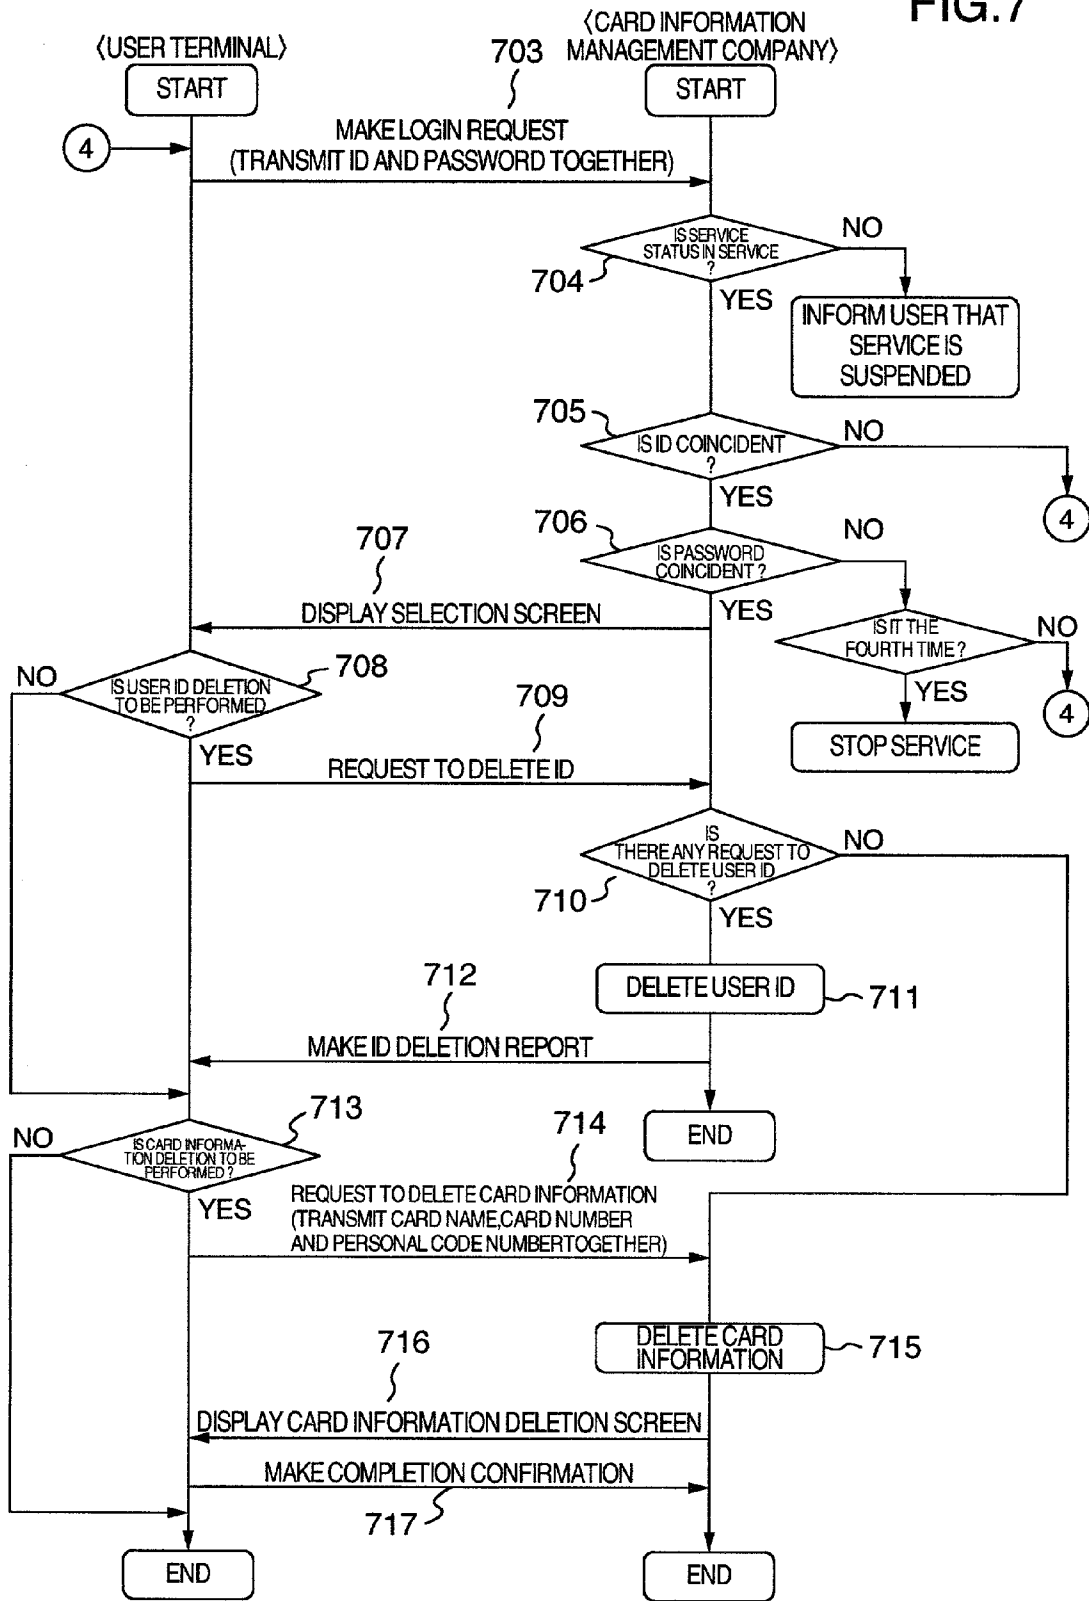 FIG.7
〈USER TERMINAL〉
〈CARD INFORMATION
MANAGEMENT COMPANY〉
START
START
703
4
MAKE LOGIN REQUEST
(TRANSMIT ID AND PASSWORD TOGETHER)
IS SERVICE
STATUS IN SERVICE
?
704
NO
YES
INFORM USER THAT
SERVICE IS
SUSPENDED
705
IS ID COINCIDENT
?
NO
YES
4
706
IS PASSWORD
COINCIDENT ?
NO
YES
707
DISPLAY SELECTION SCREEN
IS IT THE
FOURTH TIME ?
NO
YES
4
STOP SERVICE
708
NO
IS USER ID DELETION
TO BE PERFORMED
?
YES
709
REQUEST TO DELETE ID
IS
THERE ANY REQUEST TO
DELETE USER ID
?
710
NO
YES
DELETE USER ID
711
712
MAKE ID DELETION REPORT
END
713
NO
IS CARD INFORMA-
TION DELETION TO BE
PERFORMED ?
YES
714
REQUEST TO DELETE CARD INFORMATION
(TRANSMIT CARD NAME,CARD NUMBER
AND PERSONAL CODE NUMBER TOGETHER)
DELETE CARD
INFORMATION
715
716
DISPLAY CARD INFORMATION DELETION SCREEN
MAKE COMPLETION CONFIRMATION
717
END
END